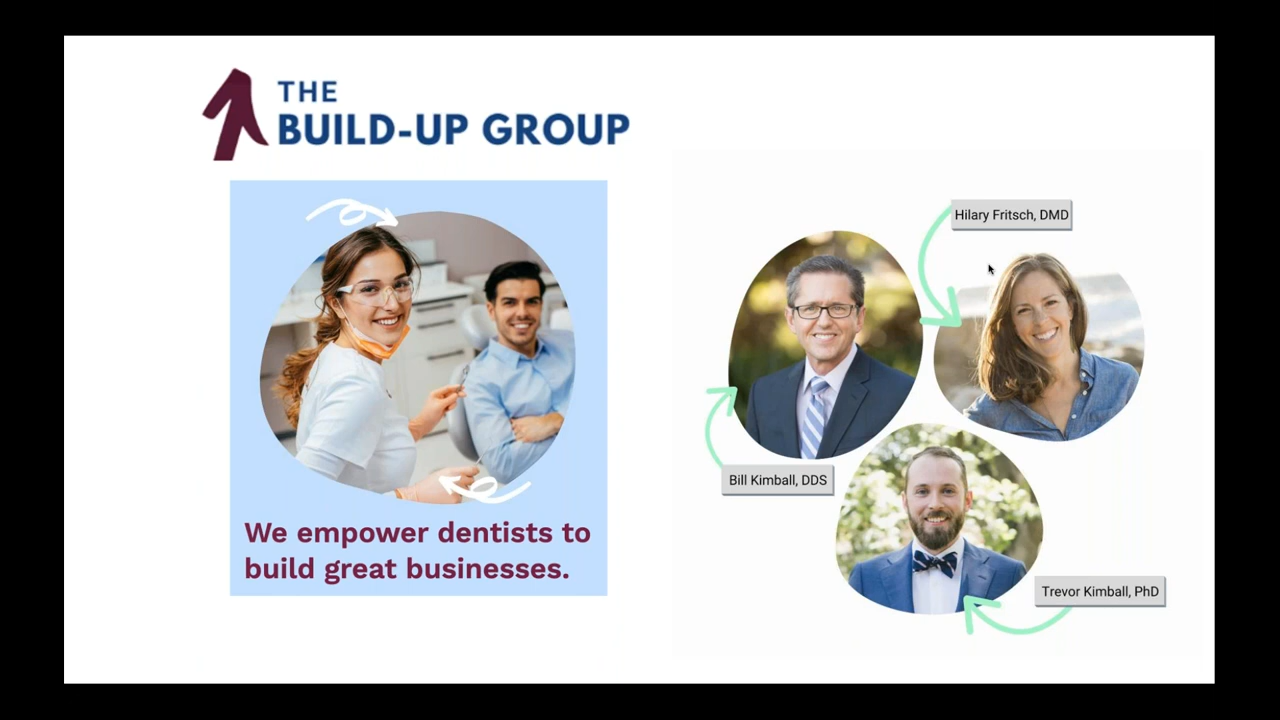 THE
BUILD-UP GROUP
We empower dentists to
build great businesses.
Hilary Fritsch, DMD
Bill Kimball, DDS
Trevor Kimball, PhD